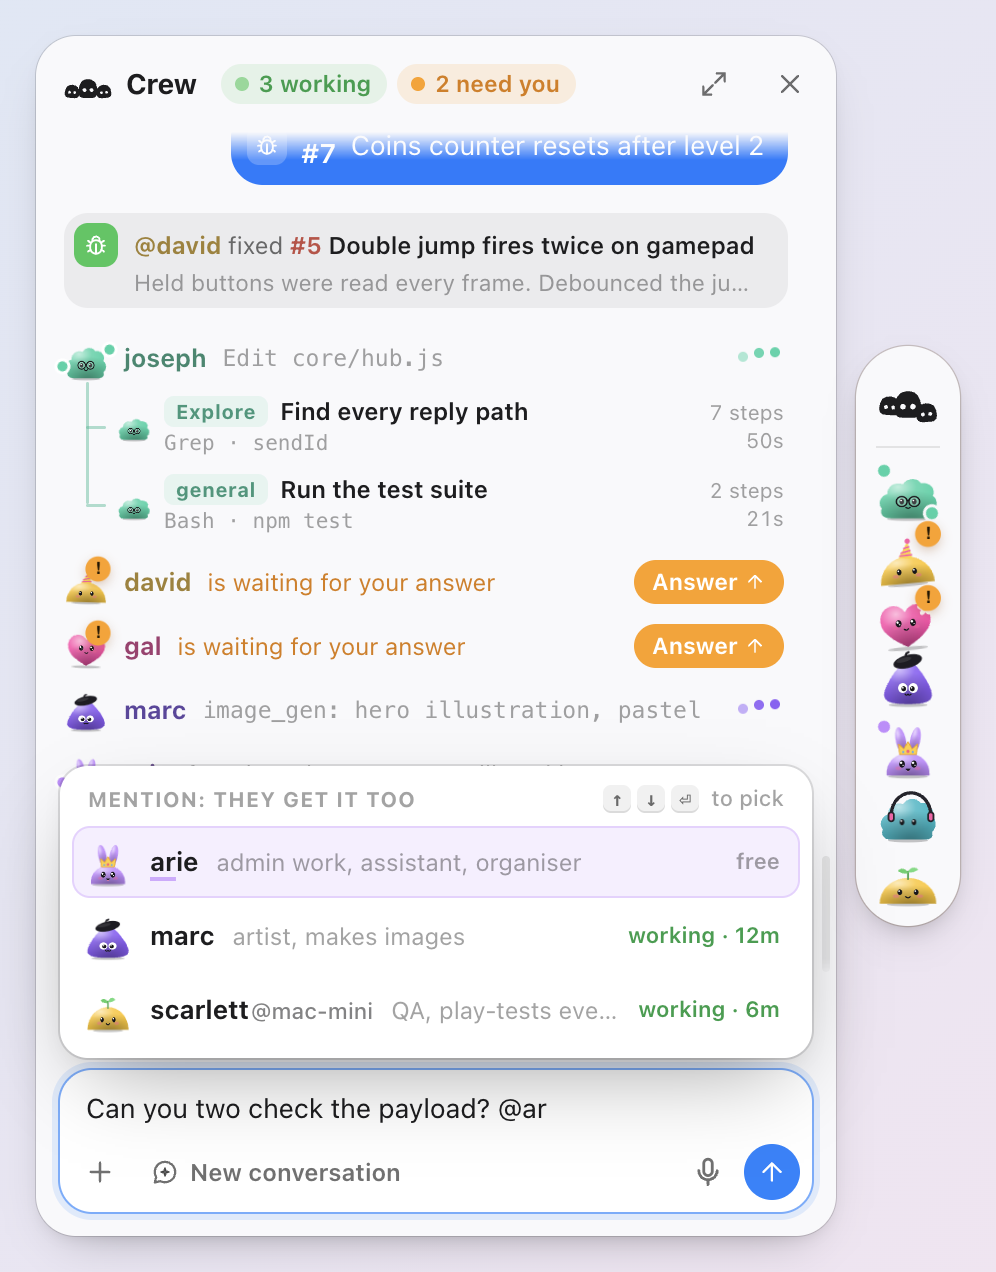 Crew
3 working
2 need you
#7 Coins counter resets after level 2
@david fixed #5 Double jump fires twice on gamepad
Held buttons were read every frame. Debounced the ju...
joseph Edit core/hub.js
Explore Find every reply path 7 steps
Grep · sendId 50s
general Run the test suite 2 steps
Bash · npm test 21s
! david is waiting for your answer Answer ↑
! gal is waiting for your answer Answer ↑
marc image_gen: hero illustration, pastel
MENTION: THEY GET IT TOO ↑ ↓ ⏎ to pick
arie admin work, assistant, organiser free
marc artist, makes images working · 12m
scarlett@mac-mini QA, play-tests eve... working · 6m
Can you two check the payload? @ar
New conversation
!
!